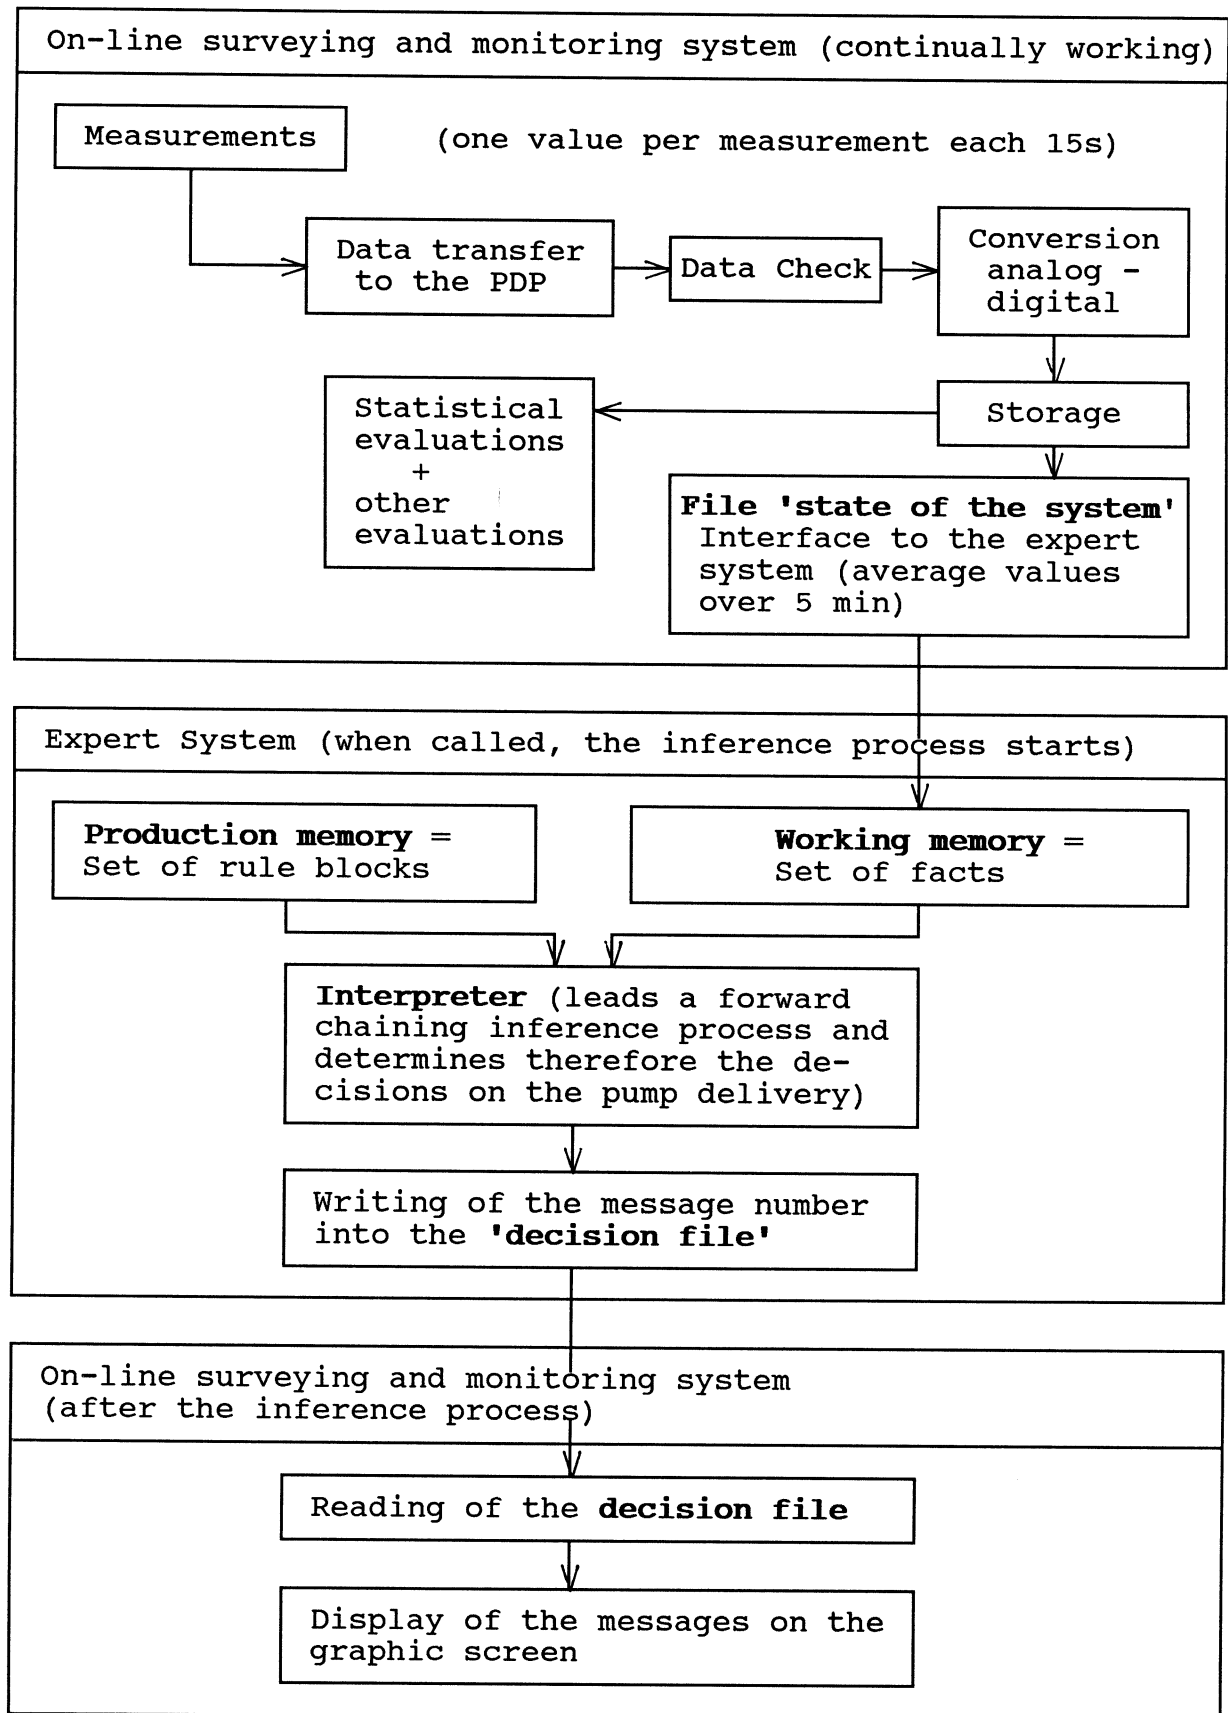 On-line surveying and monitoring system (continually working)
Measurements
(one value per measurement each 15s)
Data transfer
to the PDP
Data Check
Conversion
analog -
digital
Statistical
evaluations
+
other
evaluations
Storage
File 'state of the system'
Interface to the expert
system (average values
over 5 min)
Expert System (when called, the inference process starts)
Production memory =
Set of rule blocks
Working memory =
Set of facts
Interpreter (leads a forward
chaining inference process and
determines therefore the de-
cisions on the pump delivery)
Writing of the message number
into the 'decision file'
On-line surveying and monitoring system
(after the inference process)
Reading of the decision file
Display of the messages on the
graphic screen